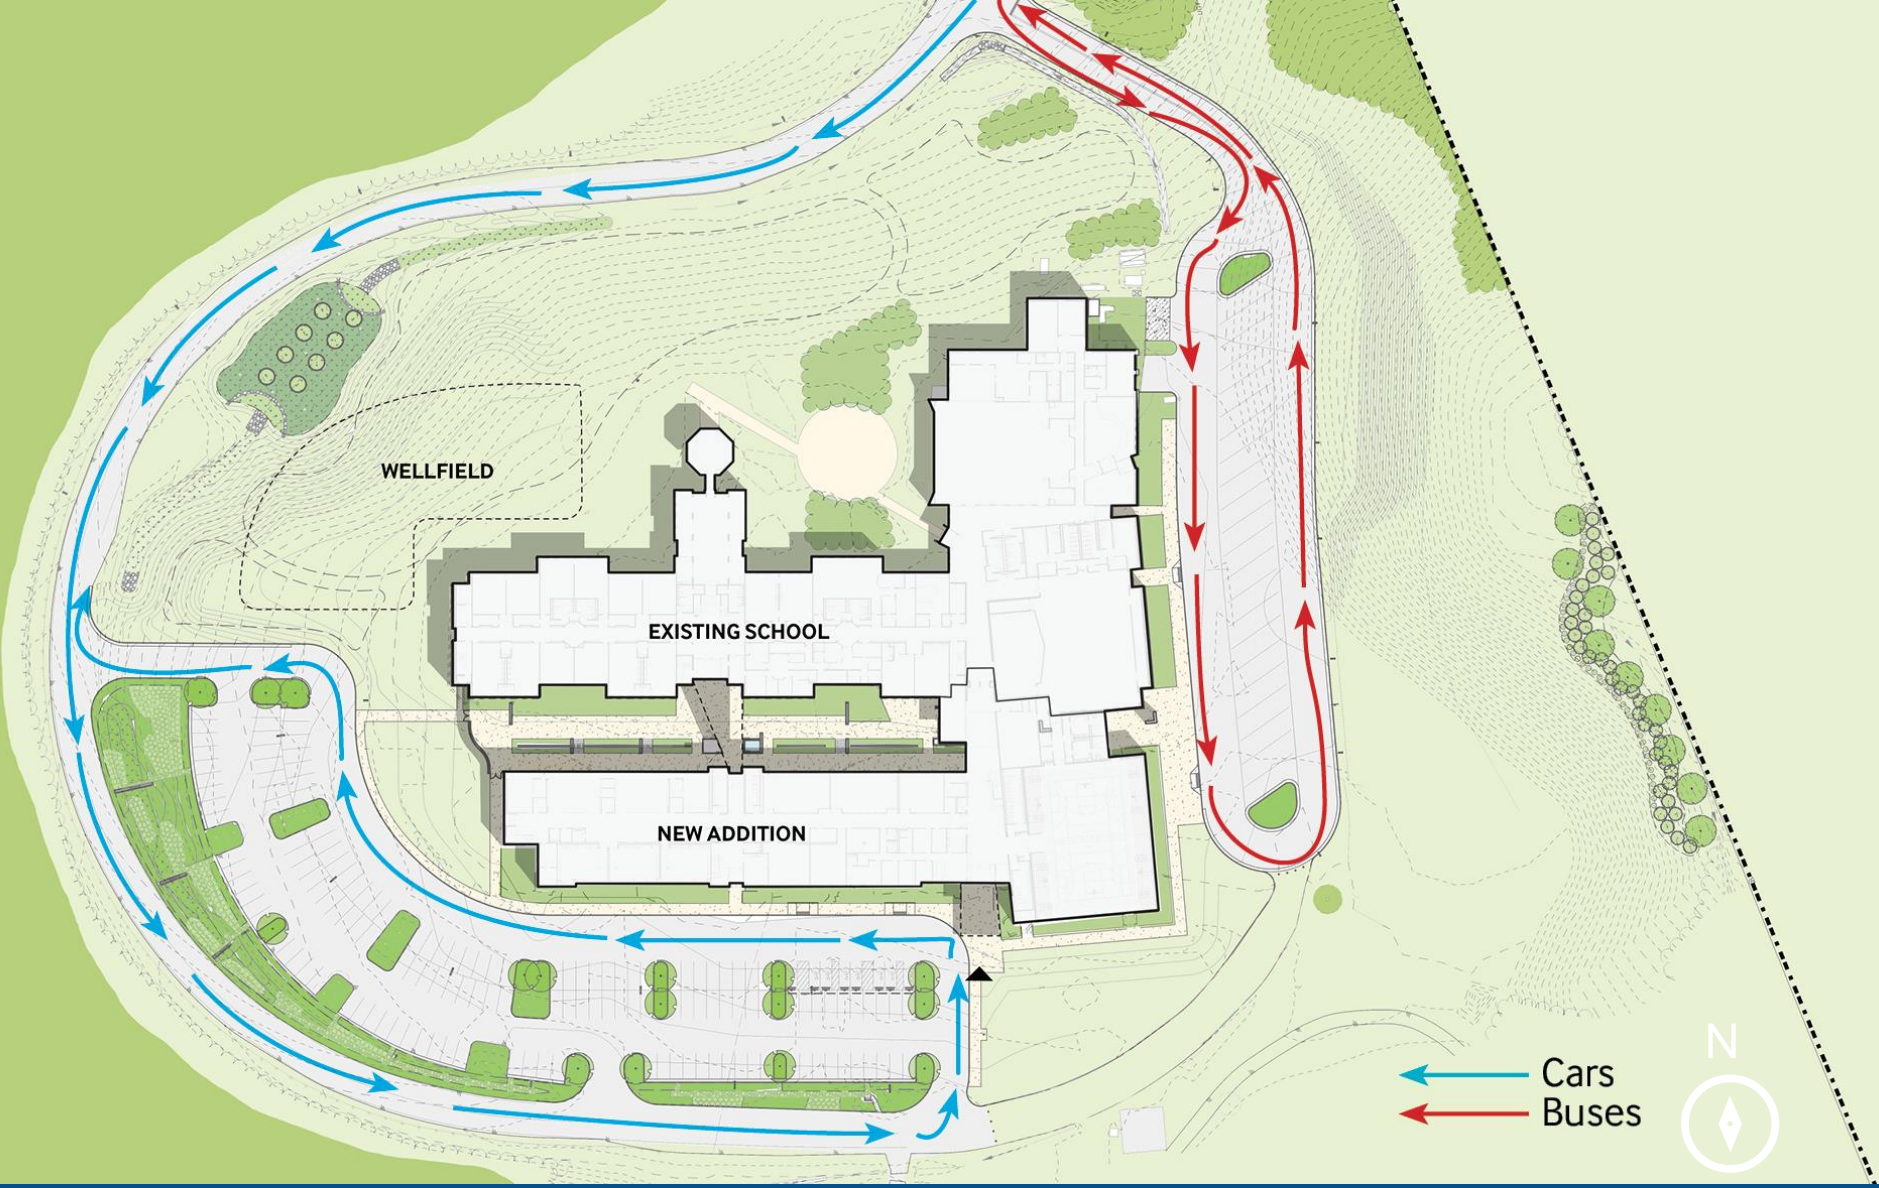 WELLFIELD
EXISTING SCHOOL
NEW ADDITION
N
Cars
Buses